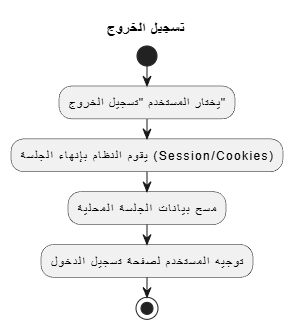 تسجيل الخروج
يختار المستخدم "تسجيل الخروج"
يقوم النظام بإنهاء الجلسة (Session/Cookies)
مسح بيانات الجلسة المحلية
توجيه المستخدم لصفحة تسجيل الدخول